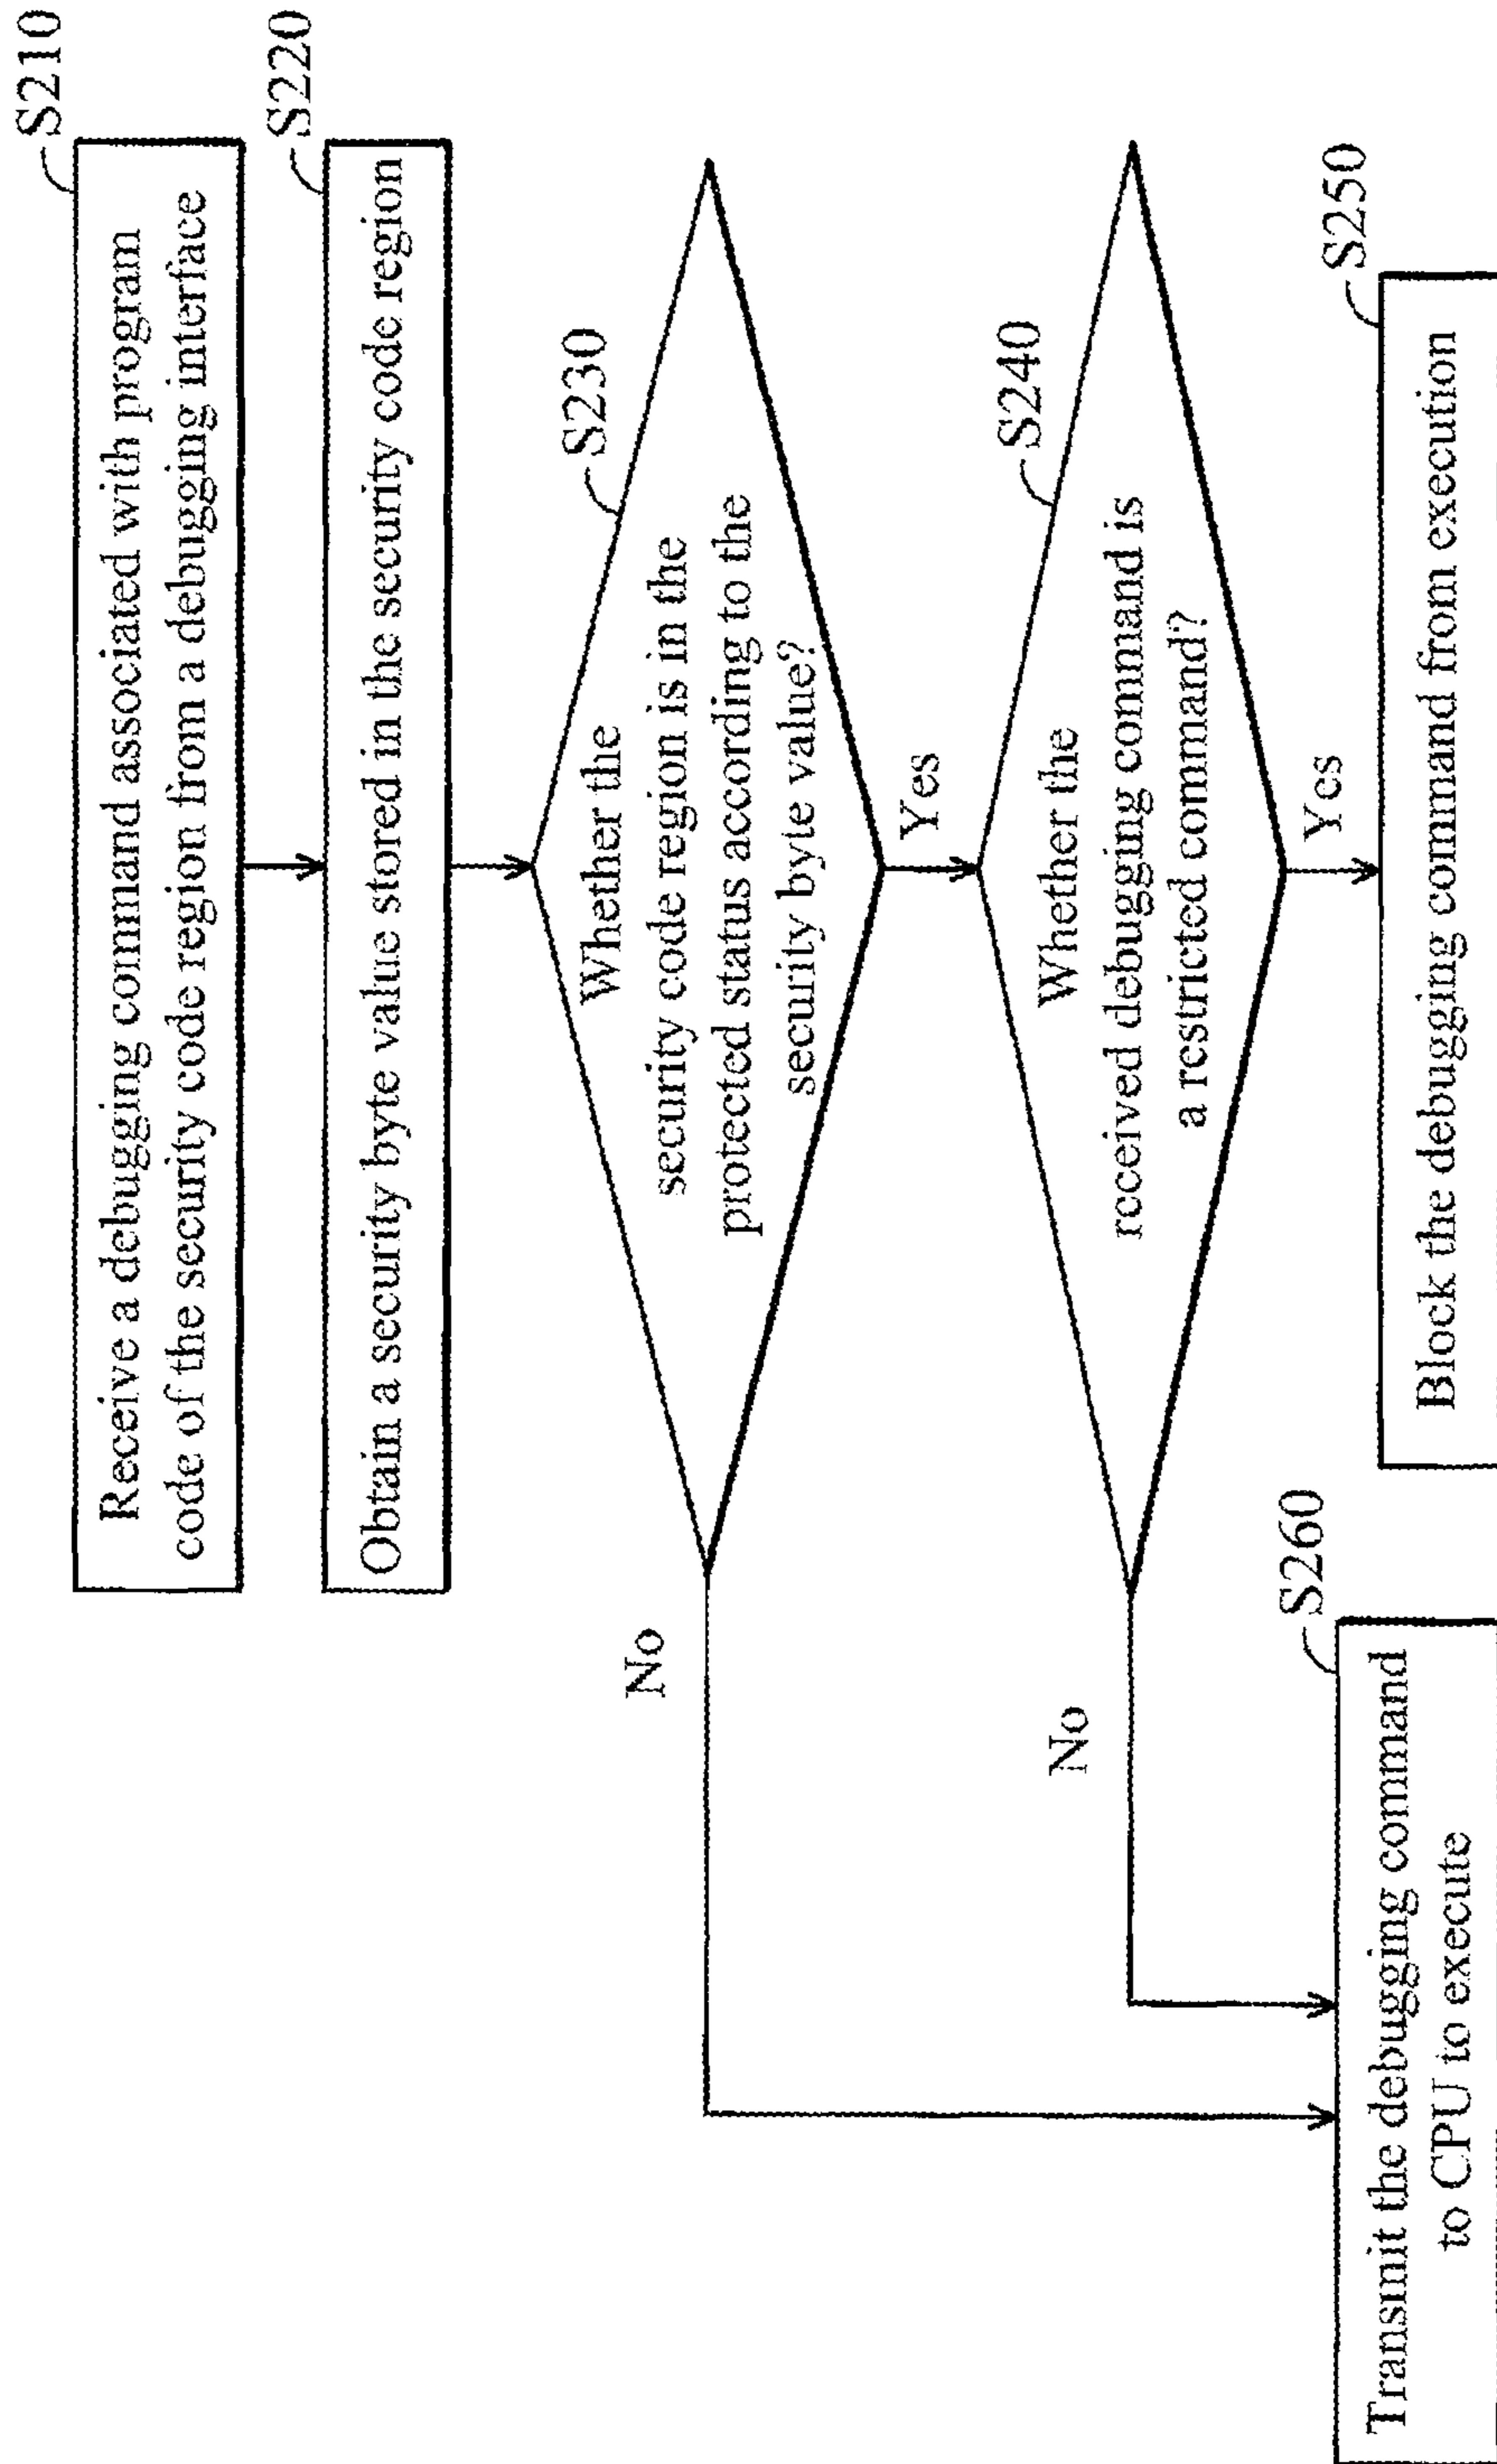 S210
Receive a debugging command associated with program
code of the security code region from a debugging interface
S220
Obtain a security byte value stored in the security code region
S230
Whether the
security code region is in the
protected status according to the
security byte value?
No
Yes
S240
Whether the
received debugging command is
a restricted command?
No
Yes
S260
Transmit the debugging command
to CPU to execute
S250
Block the debugging command from execution